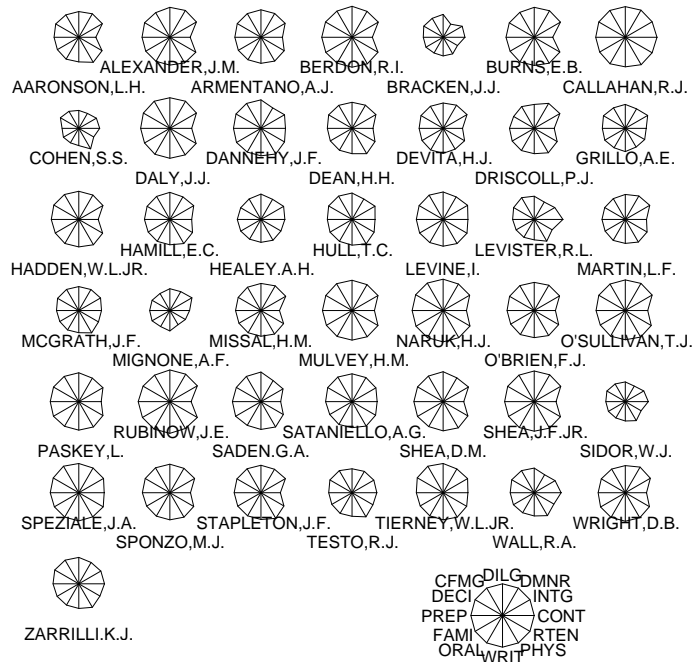 ALEXANDER,J.M. BERDON,R.I. BURNS,E.B.
AARONSON,L.H. ARMENTANO,A.J. BRACKEN,J.J. CALLAHAN,R.J.
COHEN,S.S. DANNEHY,J.F. DEVITA,H.J. GRILLO,A.E.
DALY,J.J. DEAN,H.H. DRISCOLL,P.J.
HAMILL,E.C. HULL,T.C. LEVISTER,R.L.
HADDEN,W.L.JR. HEALEY.A.H. LEVINE,I. MARTIN,L.F.
MCGRATH,J.F. MISSAL,H.M. NARUK,H.J. O'SULLIVAN,T.J.
MIGNONE,A.F. MULVEY,H.M. O'BRIEN,F.J.
RUBINOW,J.E. SATANIELLO,A.G. SHEA,J.F.JR.
PASKEY,L. SADEN.G.A. SHEA,D.M. SIDOR,W.J.
SPEZIALE,J.A. STAPLETON,J.F. TIERNEY,W.L.JR. WRIGHT,D.B.
SPONZO,M.J. TESTO,R.J. WALL,R.A.
DILG
CFMG DMNR
DECI INTG
PREP CONT
ZARRILLI.K.J. FAMI RTEN
ORAL PHYS
WRIT